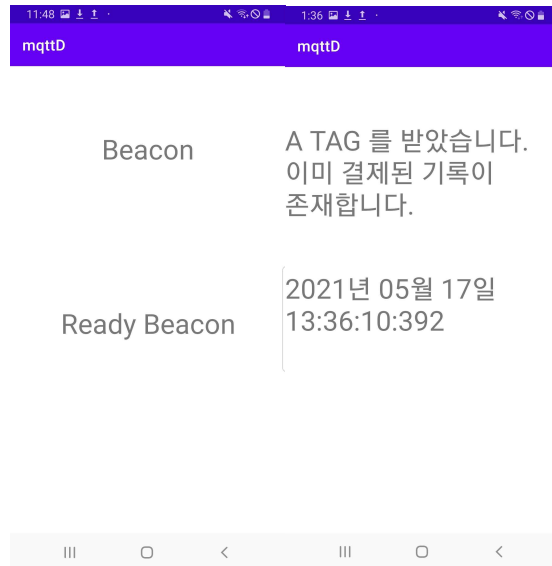 11:48
mqttD
Beacon
Ready Beacon
1:36
mqttD
A TAG 를 받았습니다.
이미 결제된 기록이
존재합니다.
2021년 05월 17일
13:36:10:392